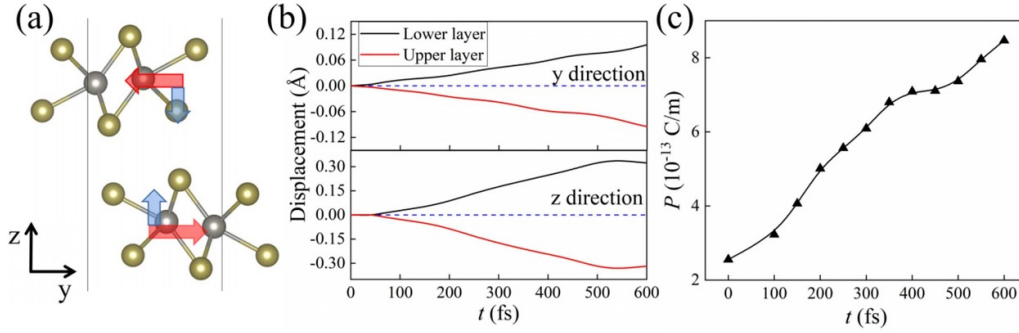 (a)
z
y
(b)
Lower layer
Upper layer
y direction
z direction
Displacement (Å)
0.12
0.06
0.00
-0.06
-0.12
0.30
0.15
0.00
-0.15
-0.30
0 100 200 300 400 500 600
t (fs)
(c)
P (10⁻¹³ C/m)
8
6
4
2
0 100 200 300 400 500 600
t (fs)